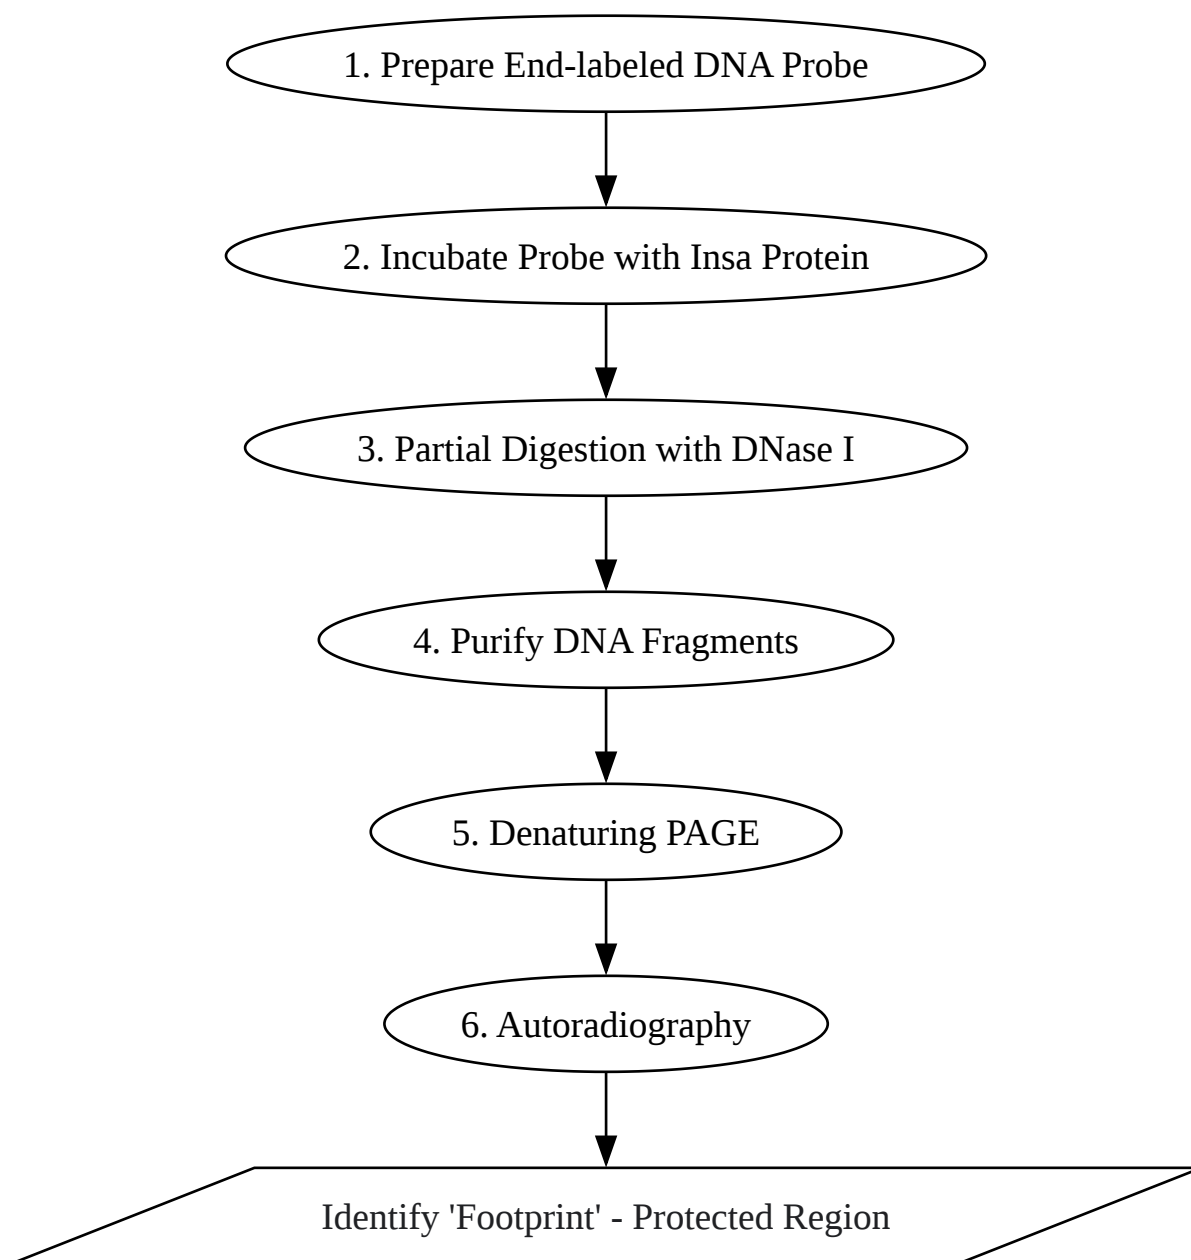 1. Prepare End-labeled DNA Probe
2. Incubate Probe with Insa Protein
3. Partial Digestion with DNase I
4. Purify DNA Fragments
5. Denaturing PAGE
6. Autoradiography
Identify 'Footprint' - Protected Region